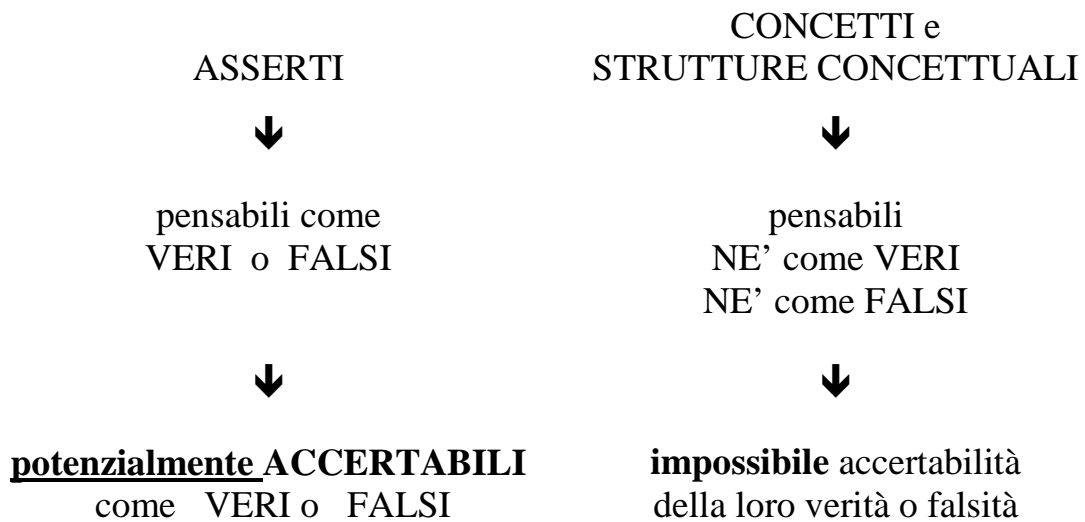 ASSERTI
pensabili come
VERI o FALSI
potenzialmente ACCERTABILI
come VERI o FALSI
CONCETTI e
STRUTTURE CONCETTUALI
pensabili
NE’ come VERI
NE’ come FALSI
impossibile accertabilità
della loro verità o falsità